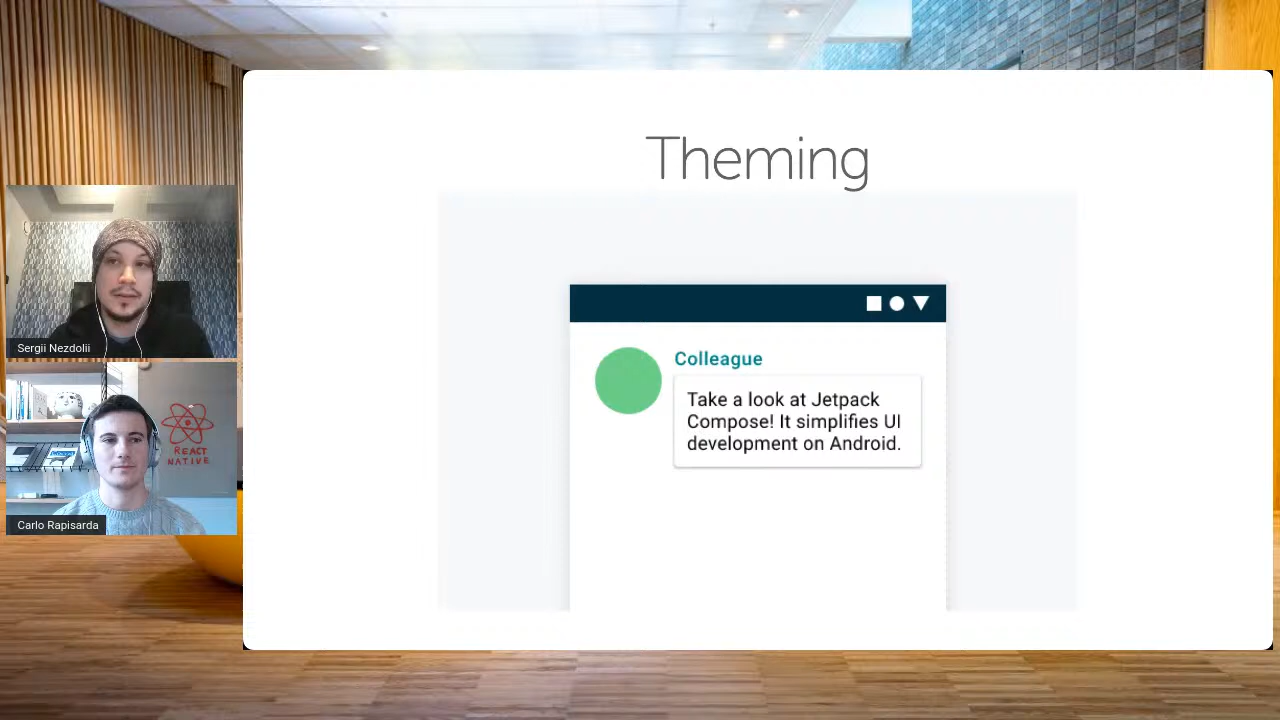 Theming
Colleague
Take a look at Jetpack
Compose! It simplifies UI
development on Android.
Sergii Nezdolii
REACT
NATIVE
Carlo Rapisarda